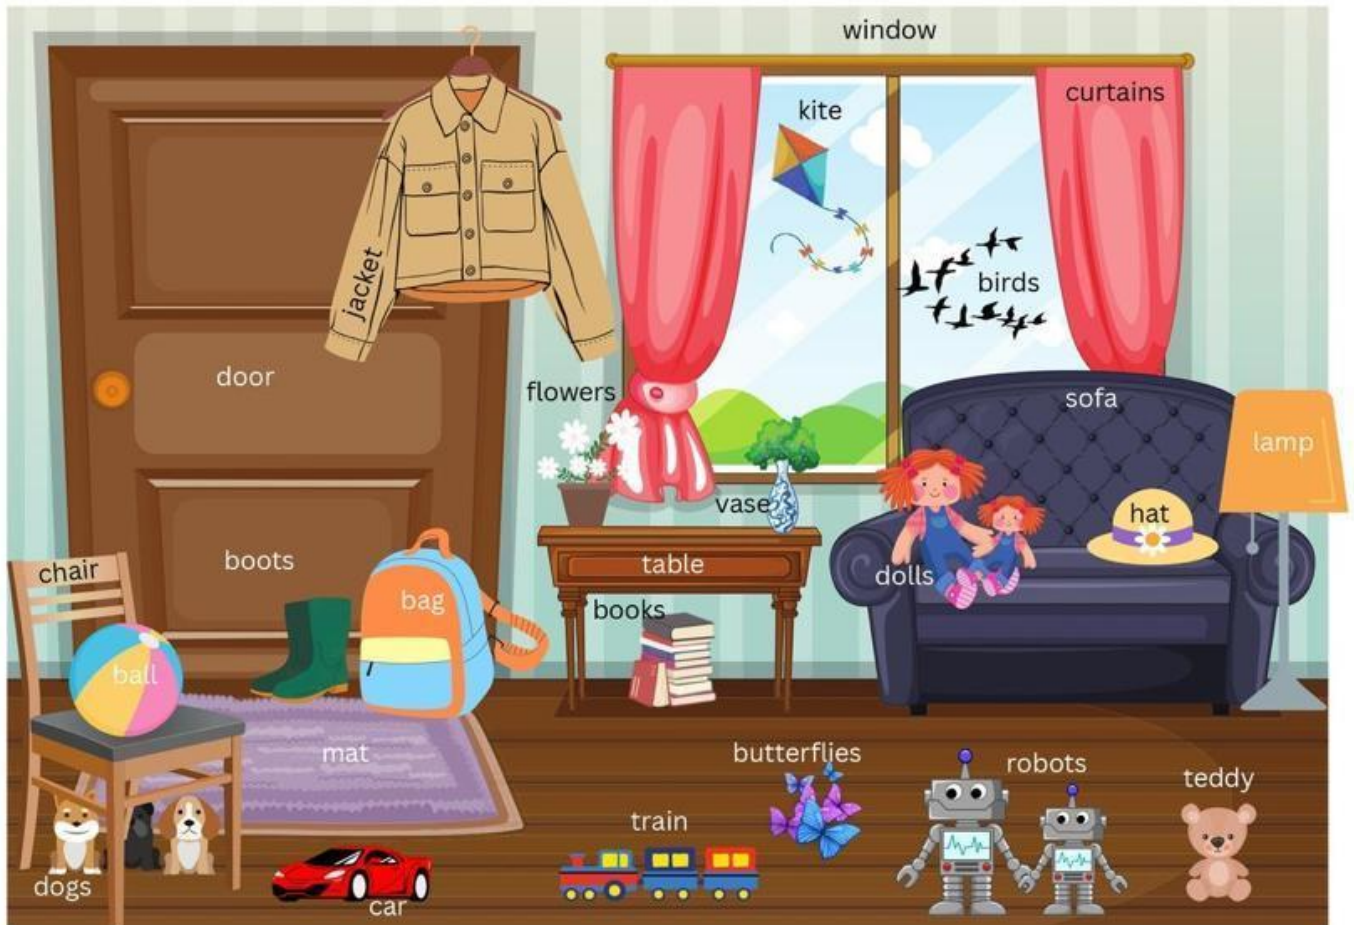 window
curtains
kite
birds
jacket
door
flowers
sofa
lamp
vase
hat
chair
boots
bag
table
dolls
books
ball
mat
butterflies
robots
teddy
train
dogs
car